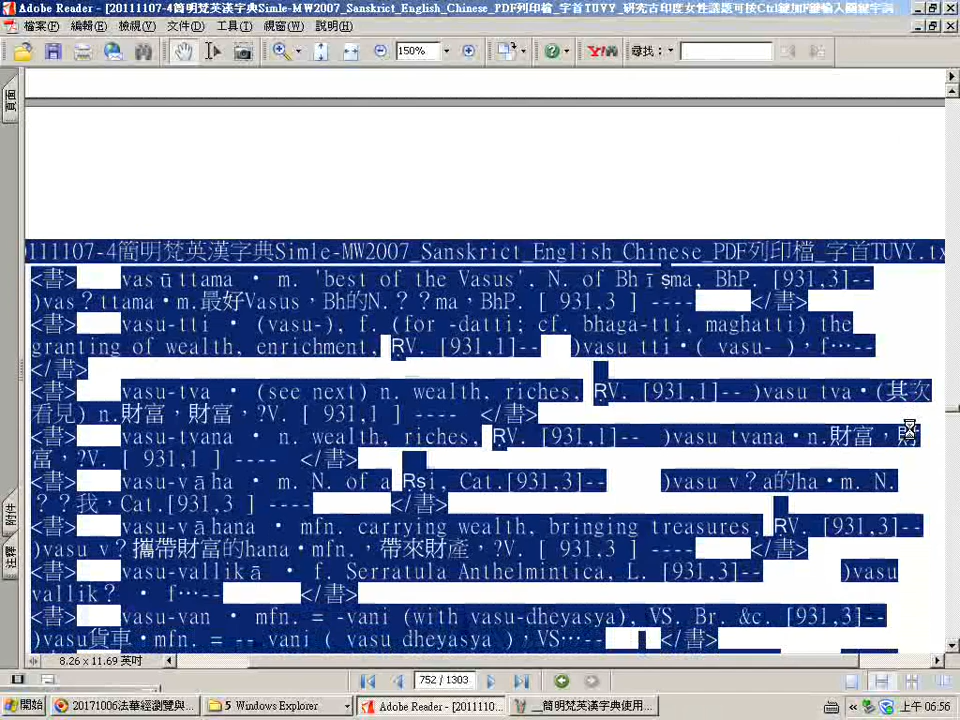 Adobe Reader - [20111107-4簡明梵英漢字典Simle-MW2007_Sanskrict_English_Chinese_PDF列印檔_字首TUVY_研究古印度女性議題可按Ctrl鍵加F鍵輸入關鍵字詞
檔案(F) 編輯(E) 檢視(V) 文件(D) 工具(T) 視窗(W) 說明(H)
150% Y! 尋找：
頁面
0111107-4簡明梵英漢字典Simle-MW2007_Sanskrict_English_Chinese_PDF列印檔_字首TUVY.tx
<書> vasūttama · m. 'best of the Vasus', N. of Bhīṣma, BhP. [931,3]--
)vas？ttama·m.最好Vasus，Bh的N.？？ma，BhP. [ 931,3 ] ---- </書>
<書> vasu-tti · (vasu-), f. (for -datti; cf. bhaga-tti, maghatti) the
granting of wealth, enrichment, ṚV. [931,1]-- )vasu tti·( vasu- )，f…--
</書>
<書> vasu-tva · (see next) n. wealth, riches, ṚV. [931,1]-- )vasu tva·(其次
看見) n.財富，財富，?V. [ 931,1 ] ---- </書>
<書> vasu-tvana · n. wealth, riches, ṚV. [931,1]-- )vasu tvana·n.財富，財
富，?V. [ 931,1 ] ---- </書>
<書> vasu-vāha · m. N. of a Ṛṣi, Cat.[931,3]-- )vasu v？a的ha·m. N.
？？我，Cat.[931,3 ] ---- </書>
<書> vasu-vāhana · mfn. carrying wealth, bringing treasures, ṚV. [931,3]--
)vasu v？攜帶財富的hana·mfn.，帶來財產，?V. [ 931,3 ] ---- </書>
<書> vasu-vallikā · f. Serratula Anthelmintica, L. [931,3]-- )vasu
vallik？ · f…-- </書>
<書> vasu-van · mfn. = -vani (with vasu-dheyasya), VS. Br. &c. [931,3]--
)vasu貨車·mfn. = -- vani ( vasu dheyasya )，VS…-- </書>
附件
注釋
8.26 x 11.69 英吋
752 / 1303
開始 20171006法華經瀏覽與... 5 Windows Explorer Adobe Reader - [2011110... __簡明梵英漢字典使用... 上午 06:56